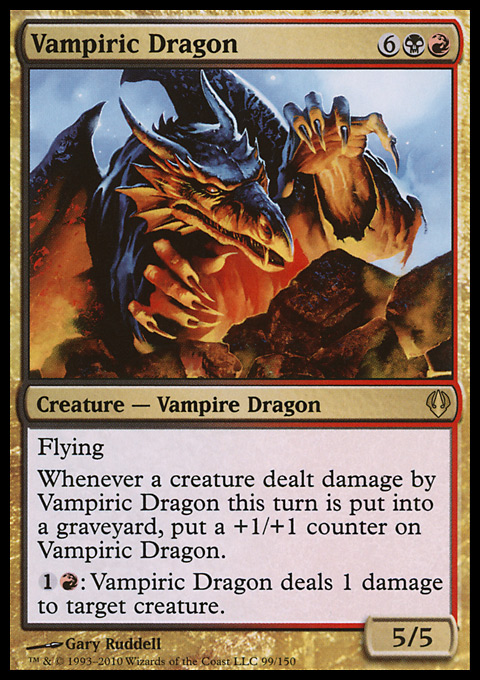 Vampiric Dragon 6
Creature — Vampire Dragon
Flying
Whenever a creature dealt damage by
Vampiric Dragon this turn is put into
a graveyard, put a +1/+1 counter on
Vampiric Dragon.
1 : Vampiric Dragon deals 1 damage
to target creature.
5/5
Gary Ruddell
™ & © 1993–2010 Wizards of the Coast LLC 99/150